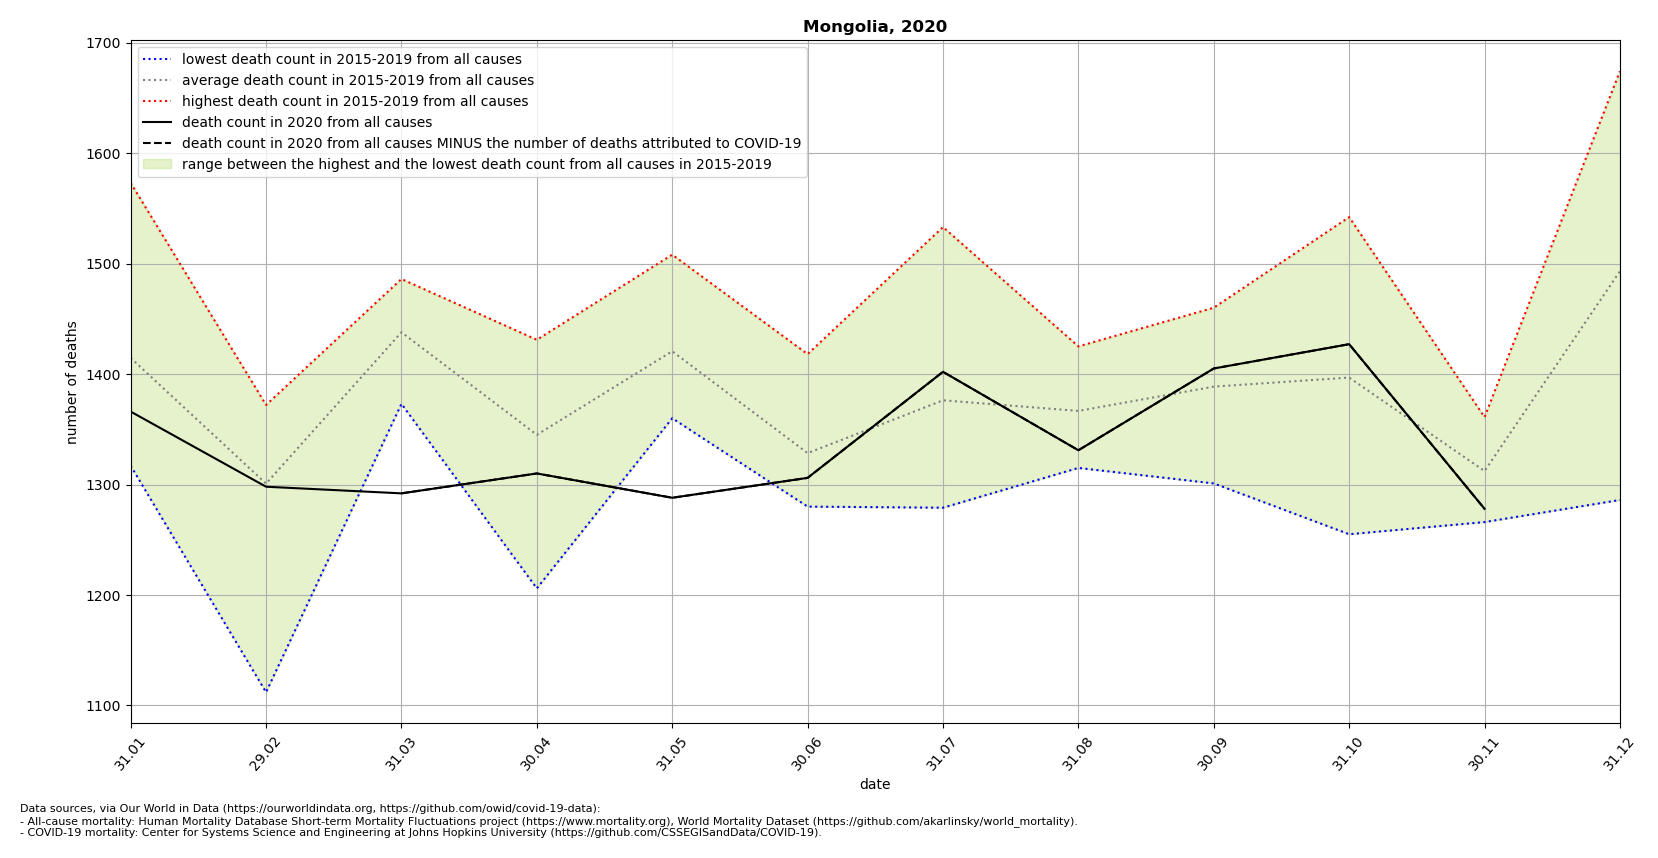 Mongolia, 2020
1700
1600
1500
1400
1300
1200
1100
number of deaths
lowest death count in 2015-2019 from all causes
average death count in 2015-2019 from all causes
highest death count in 2015-2019 from all causes
death count in 2020 from all causes
death count in 2020 from all causes MINUS the number of deaths attributed to COVID-19
range between the highest and the lowest death count from all causes in 2015-2019
31.01
29.02
31.03
30.04
31.05
30.06
31.07
31.08
30.09
31.10
30.11
31.12
date
Data sources, via Our World in Data (https://ourworldindata.org, https://github.com/owid/covid-19-data):
- All-cause mortality: Human Mortality Database Short-term Mortality Fluctuations project (https://www.mortality.org), World Mortality Dataset (https://github.com/akarlinsky/world_mortality).
- COVID-19 mortality: Center for Systems Science and Engineering at Johns Hopkins University (https://github.com/CSSEGISandData/COVID-19).